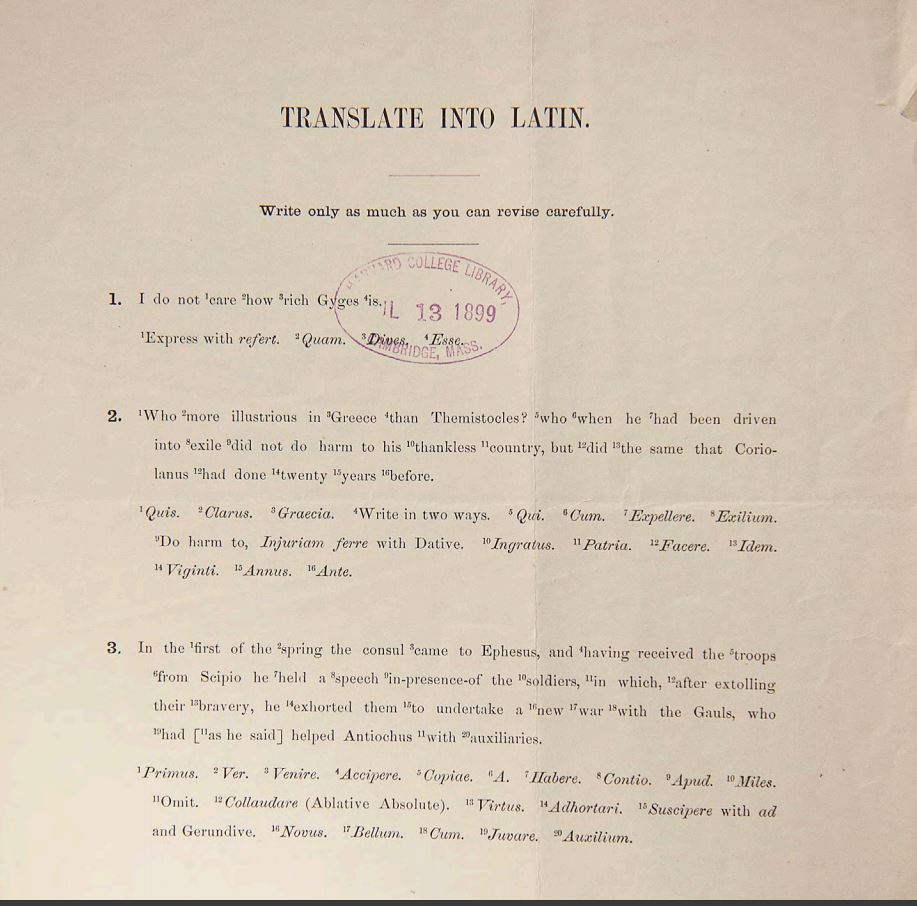 TRANSLATE INTO LATIN.
Write only as much as you can revise carefully.
1. I do not ¹care ²how ³rich Gyges ⁴is.
¹Express with refert. ²Quam. ³Dives. ⁴Esse.
COLLEGE LIBRARY,
13 1899
CAMBRIDGE, MASS.
2. ¹Who ²more illustrious in ³Greece ⁴than Themistocles? ⁵who ⁶when he ⁷had been driven
into ⁸exile ⁹did not do harm to his ¹⁰thankless ¹¹country, but ¹²did ¹³the same that Corio-
lanus ¹²had done ¹⁴twenty ¹⁵years ¹⁶before.
¹Quis. ²Clarus. ³Graecia. ⁴Write in two ways. ⁵Qui. ⁶Cum. ⁷Expellere. ⁸Exilium.
⁹Do harm to, Injuriam ferre with Dative. ¹⁰Ingratus. ¹¹Patria. ¹²Facere. ¹³Idem.
¹⁴Viginti. ¹⁵Annus. ¹⁶Ante.
3. In the ¹first of the ²spring the consul ³came to Ephesus, and ⁴having received the ⁵troops
⁶from Scipio he ⁷held a ⁸speech ⁹in-presence-of the ¹⁰soldiers, ¹¹in which, ¹²after extolling
their ¹³bravery, he ¹⁴exhorted them ¹⁵to undertake a ¹⁶new ¹⁷war ¹⁸with the Gauls, who
¹⁹had [¹¹as he said] helped Antiochus ¹¹with ²⁰auxiliaries.
¹Primus. ²Ver. ³Venire. ⁴Accipere. ⁵Copiae. ⁶A. ⁷Habere. ⁸Contio. ⁹Apud. ¹⁰Miles.
¹¹Omit. ¹²Collaudare (Ablative Absolute). ¹³Virtus. ¹⁴Adhortari. ¹⁵Suscipere with ad
and Gerundive. ¹⁶Novus. ¹⁷Bellum. ¹⁸Cum. ¹⁹Juvare. ²⁰Auxilium.